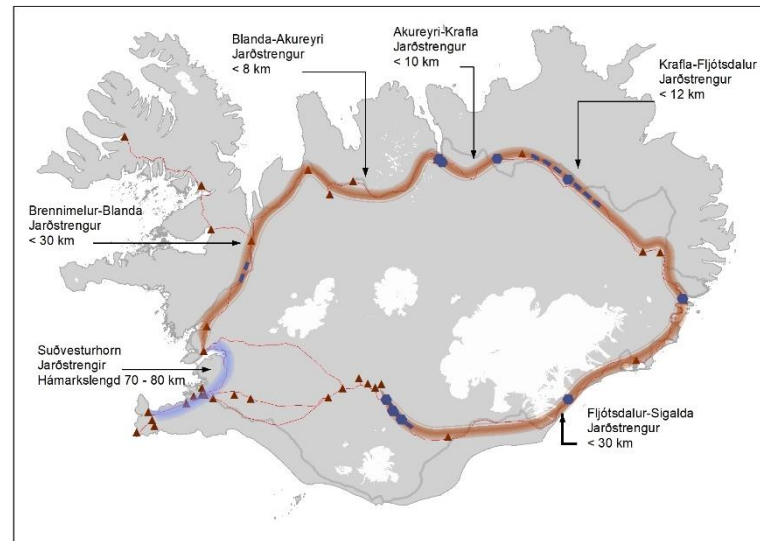 Blanda-Akureyri
Jarðstrengur
< 8 km
Akureyri-Krafla
Jarðstrengur
< 10 km
Krafla-Fljótsdalur
Jarðstrengur
< 12 km
Brennimelur-Blanda
Jarðstrengur
< 30 km
Suðvesturhorn
Jarðstrengir
Hámarkslengd 70 - 80 km
Fljótsdalur-Sigalda
Jarðstrengur
< 30 km